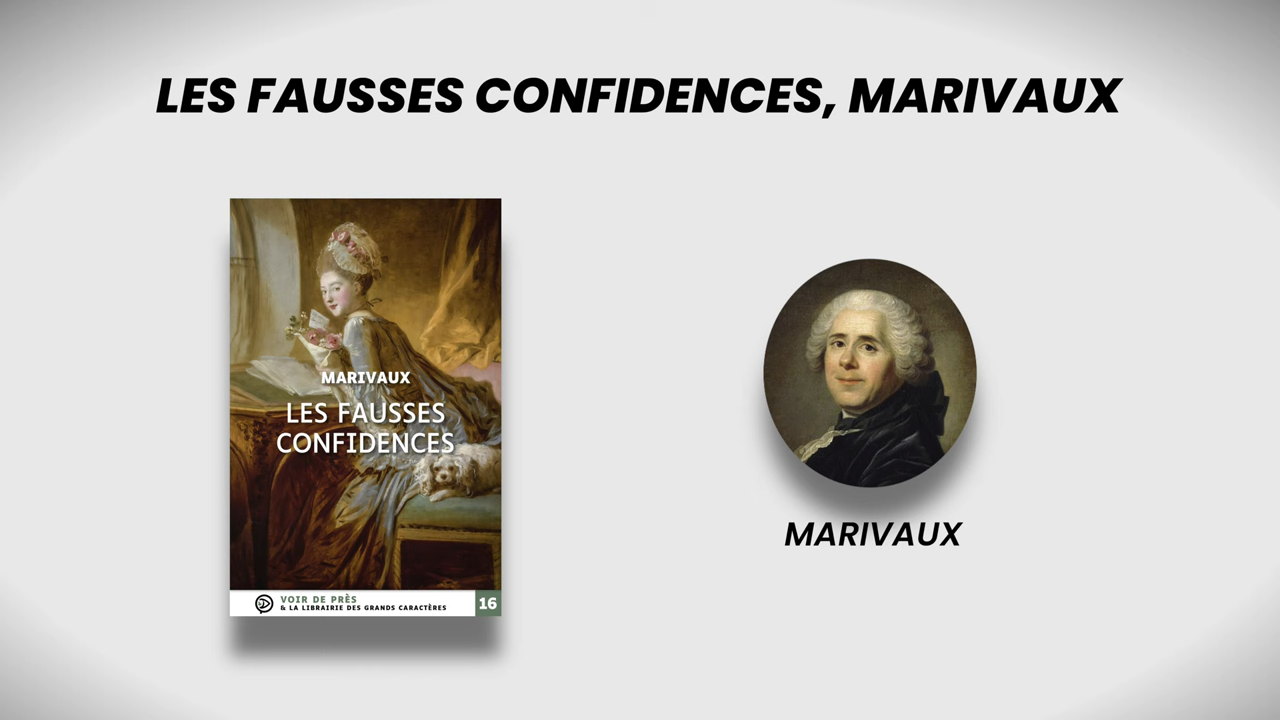 LES FAUSSES CONFIDENCES, MARIVAUX
MARIVAUX
LES FAUSSES
CONFIDENCES
VOIR DE PRÈS
& LA LIBRAIRIE DES GRANDS CARACTÈRES
16
MARIVAUX